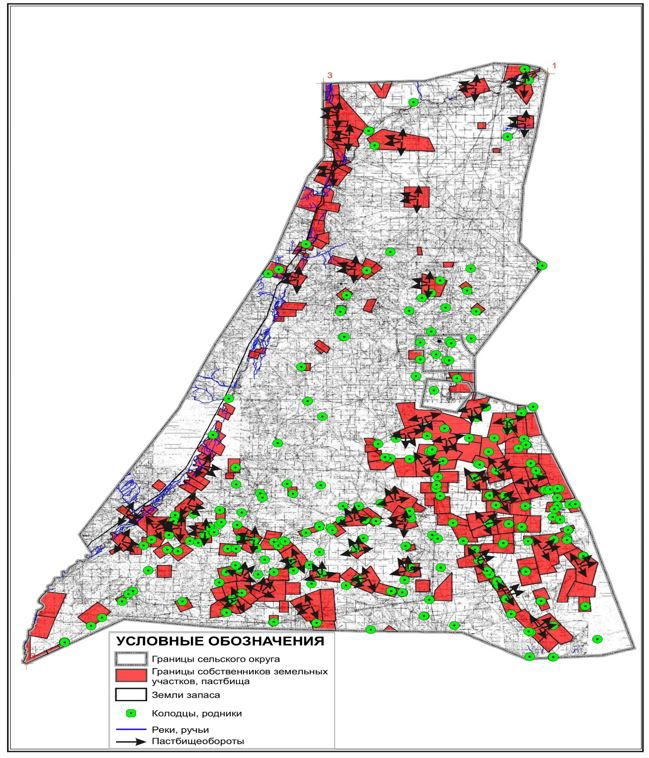 3
1
УСЛОВНЫЕ ОБОЗНАЧЕНИЯ
Границы сельского округа
Границы собственников земельных
участков, пастбища
Земли запаса
Колодцы, родники
Реки, ручьи
Пастбищеобороты